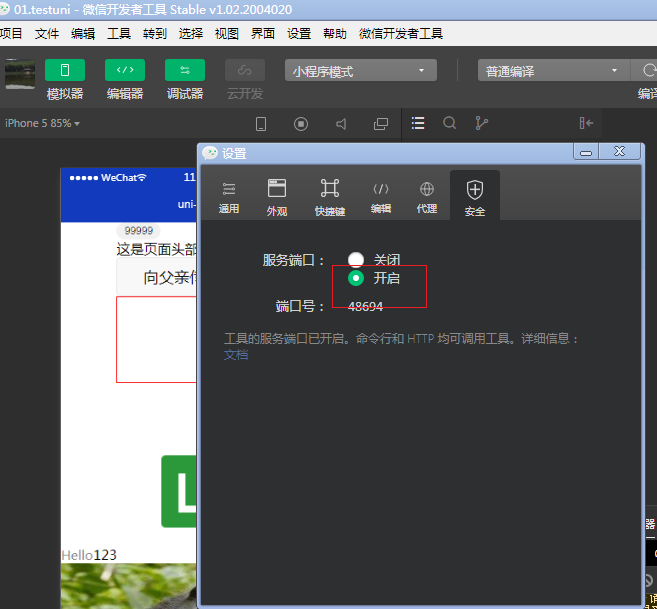 01.testuni - 微信开发者工具 Stable v1.02.2004020
项目 文件 编辑 工具 转到 选择 视图 界面 设置 帮助 微信开发者工具
小程序模式 普通编译
模拟器 编辑器 调试器 云开发 编译
iPhone 5 85%
设置
通用 外观 快捷键 编辑 代理 安全
WeChat 11
uni-
99999
这是页面头部
向父亲传
服务端口: 关闭
开启
端口号: 48694
工具的服务端口已开启。命令行和 HTTP 均可调用工具。详细信息:
文档
L
Hello123
器